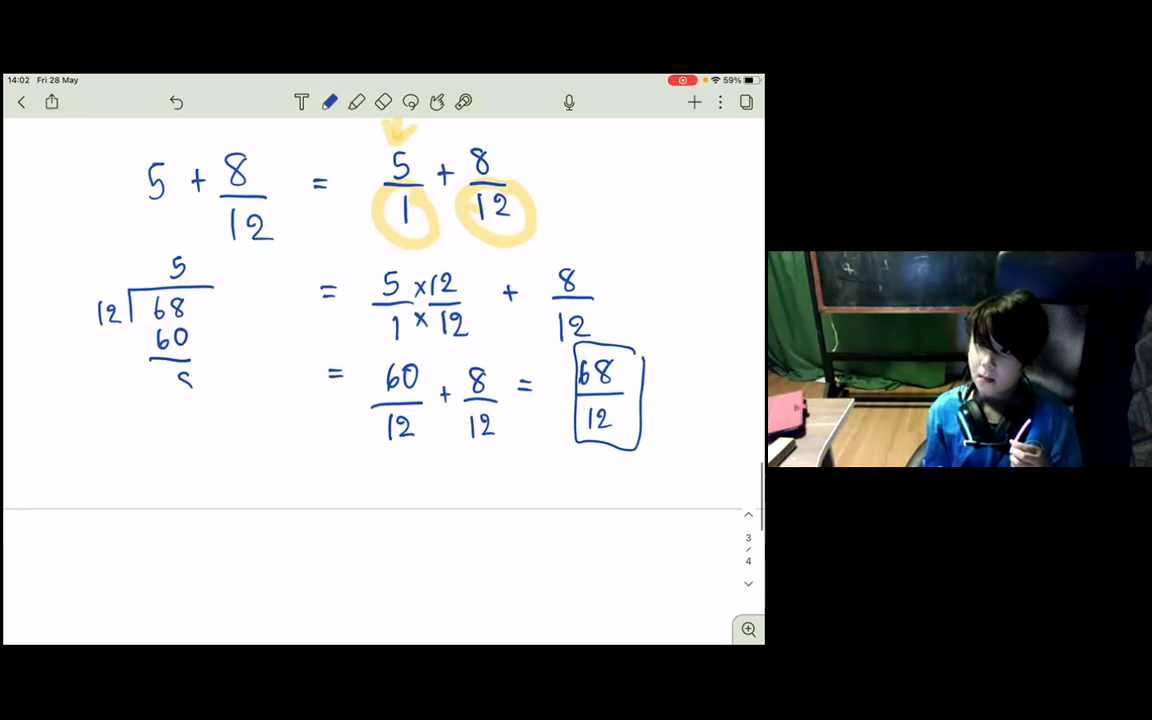 14:02 Fri 28 May 59%
T
5 + 8/12 = 5/1 + 8/12
= 5/1 × 12/12 + 8/12
= 60/12 + 8/12 = 68/12
5
12 68
60
3
4